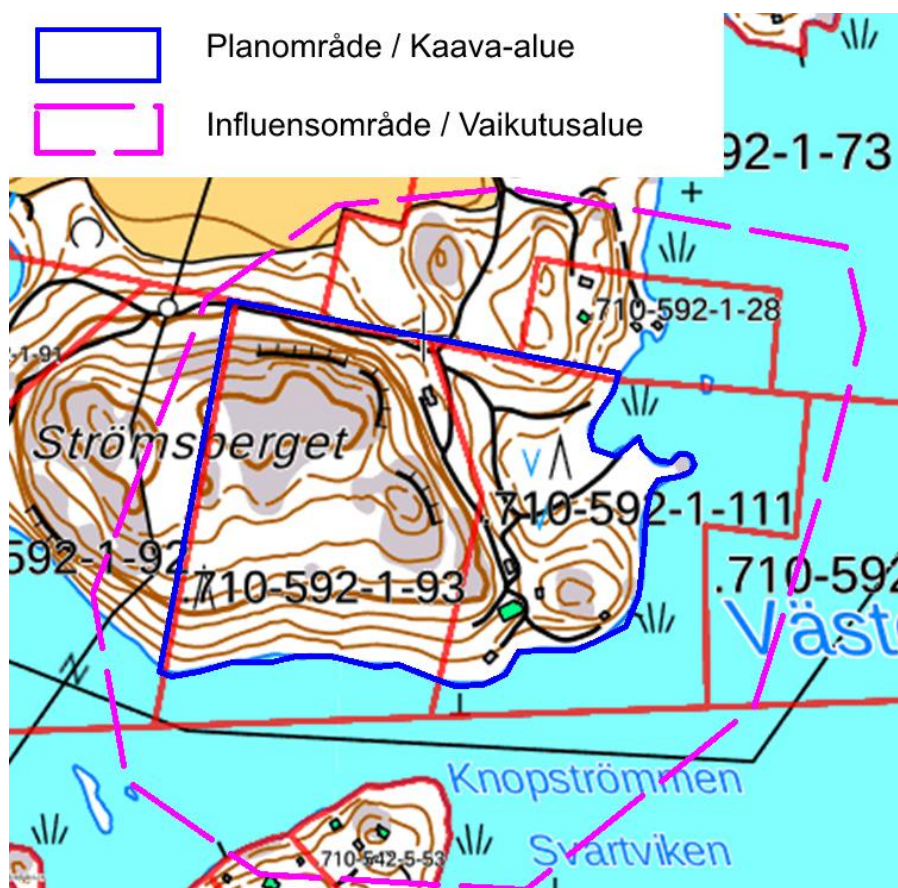 Planområde / Kaava-alue
Influensområde / Vaikutusalue
92-1-73
710-592-1-28
-1-91
Strömsberget
710-592-1-111
592-1-92
.710-592-1-93
.710-592
Väst
Knopströmmen
710-542-5-53
Svartviken